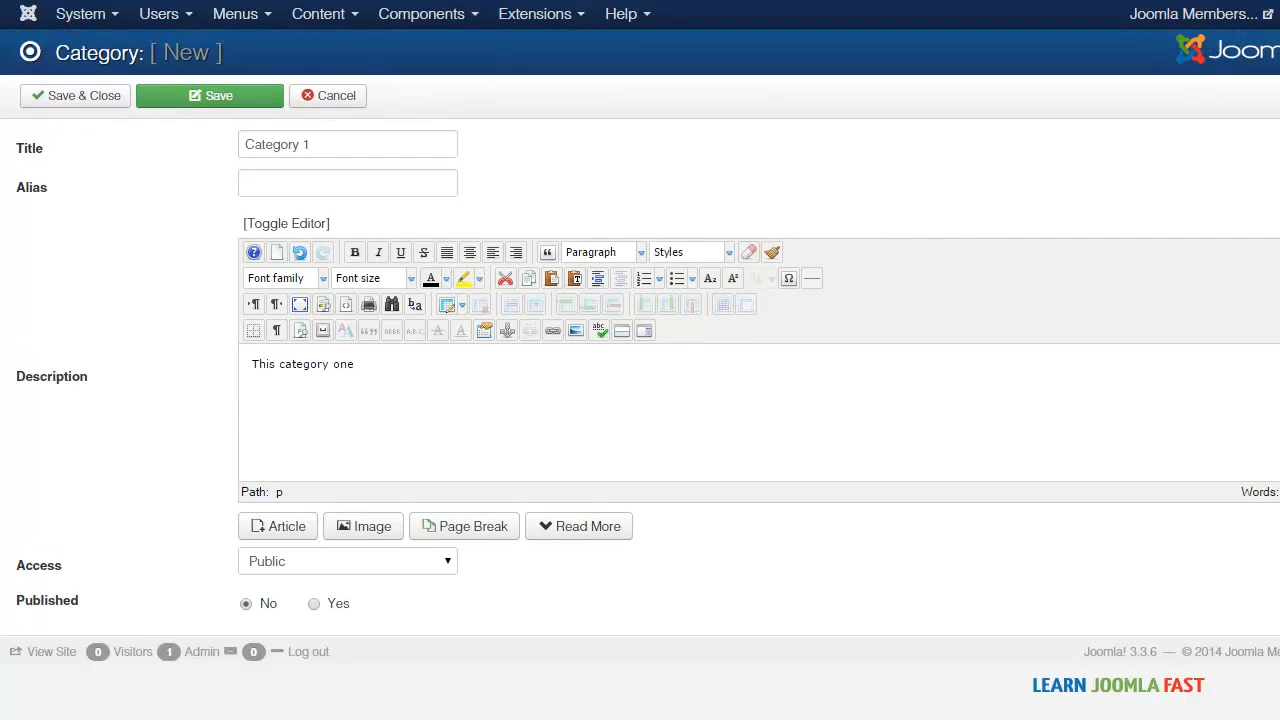 System Users Menus Content Components Extensions Help Joomla Members...
Category: [ New ]
Save & Close Save Cancel
Title Category 1
Alias
[Toggle Editor]
B I U S Paragraph Styles
Font family Font size A A₂ A² Ω
Description
This category one
Path: p Words:
Article Image Page Break Read More
Access Public
Published No Yes
View Site 0 Visitors 1 Admin 0 Log out Joomla! 3.3.6 — © 2014 Joomla
LEARN JOOMLA FAST